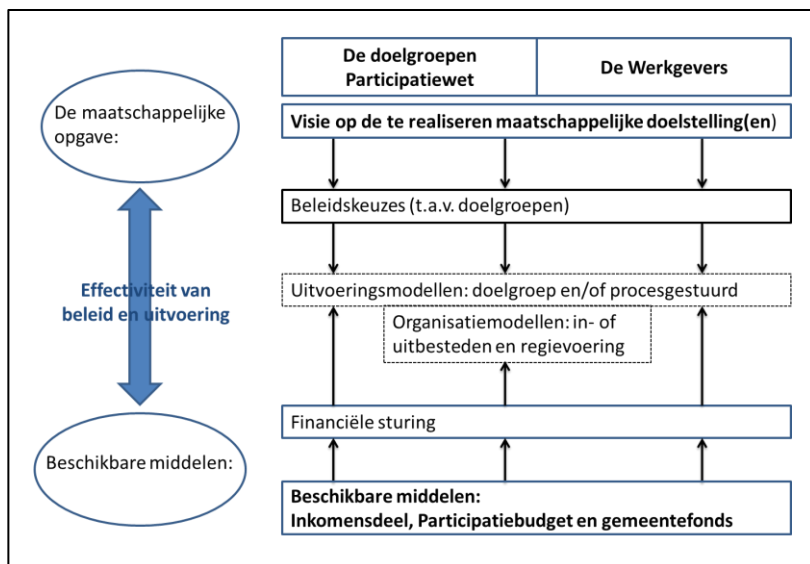 De doelgroepen
Participatiewet
De Werkgevers
De maatschappelijke
opgave:
Visie op de te realiseren maatschappelijke doelstelling(en)
Beleidskeuzes (t.a.v. doelgroepen)
Effectiviteit van
beleid en uitvoering
Uitvoeringsmodellen: doelgroep en/of procesgestuurd
Organisatiemodellen: in- of
uitbesteden en regievoering
Financiële sturing
Beschikbare middelen:
Beschikbare middelen:
Inkomensdeel, Participatiebudget en gemeentefonds